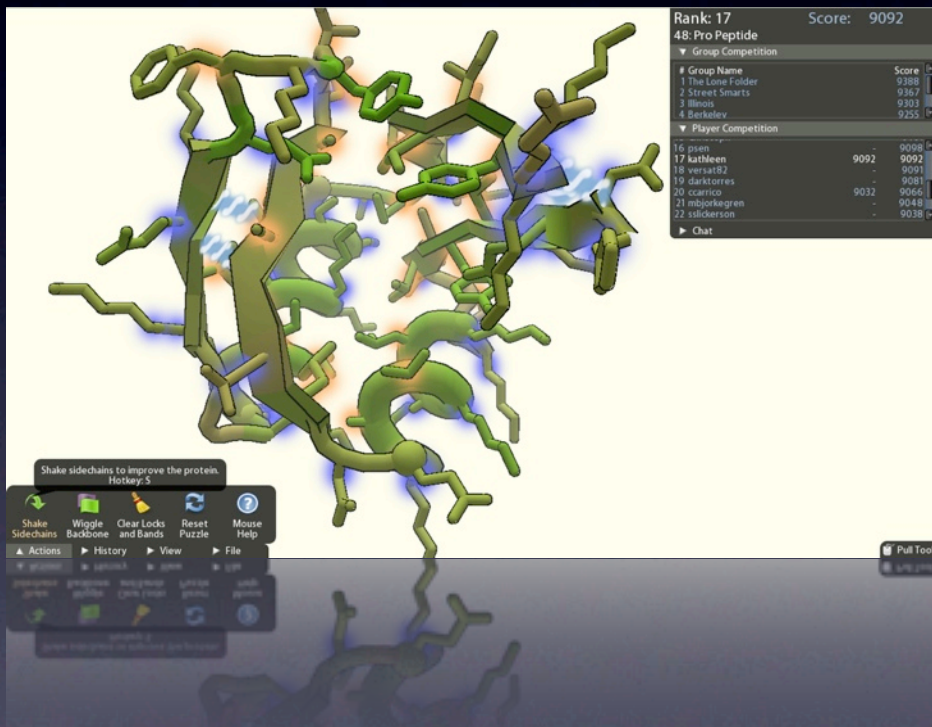 Rank: 17 Score: 9092
48: Pro Peptide
▼ Group Competition
# Group Name Score
1 The Lone Folder 9388
2 Street Smarts 9367
3 Illinois 9303
4 Berkeley 9255
▼ Player Competition
16 psen - 9098
17 kathleen 9092 9092
18 versat82 - 9091
19 darktorres - 9081
20 ccarrico 9032 9066
21 mbjorkegren - 9048
22 sslickerson - 9038
▶ Chat
Shake sidechains to improve the protein.
Hotkey: S
Shake Sidechains
Wiggle Backbone
Clear Locks and Bands
Reset Puzzle
Mouse Help
▲ Actions ▶ History ▶ View ▶ File
Pull Tool